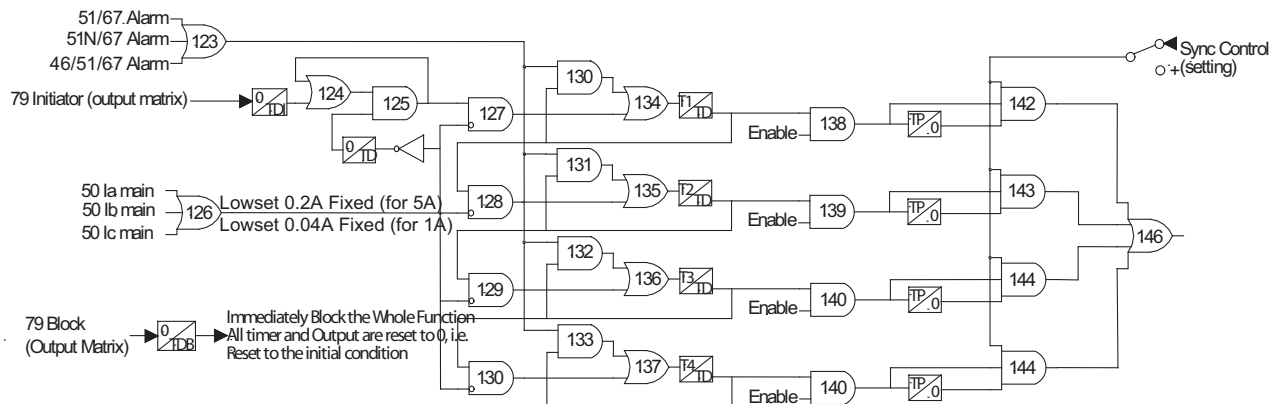 51/67. Alarm
51N/67 Alarm
46/51/67 Alarm
123
79 Initiator (output matrix)
0
TDI
124
125
0
TD
127
130
134
T1
TD
Enable
138
TP
.0
142
Sync Control
+(setting)
50 Ia main
50 Ib main
50 Ic main
126
Lowset 0.2A Fixed (for 5A)
Lowset 0.04A Fixed (for 1A)
128
131
135
T2
TD
Enable
139
TP
.0
143
146
129
132
136
T3
TD
Enable
140
TP
.0
144
79 Block
(Output Matrix)
0
TDB
Immediately Block the Whole Function
All timer and Output are reset to 0, i.e.
Reset to the initial condition
130
133
137
T4
TD
Enable
140
TP
.0
144